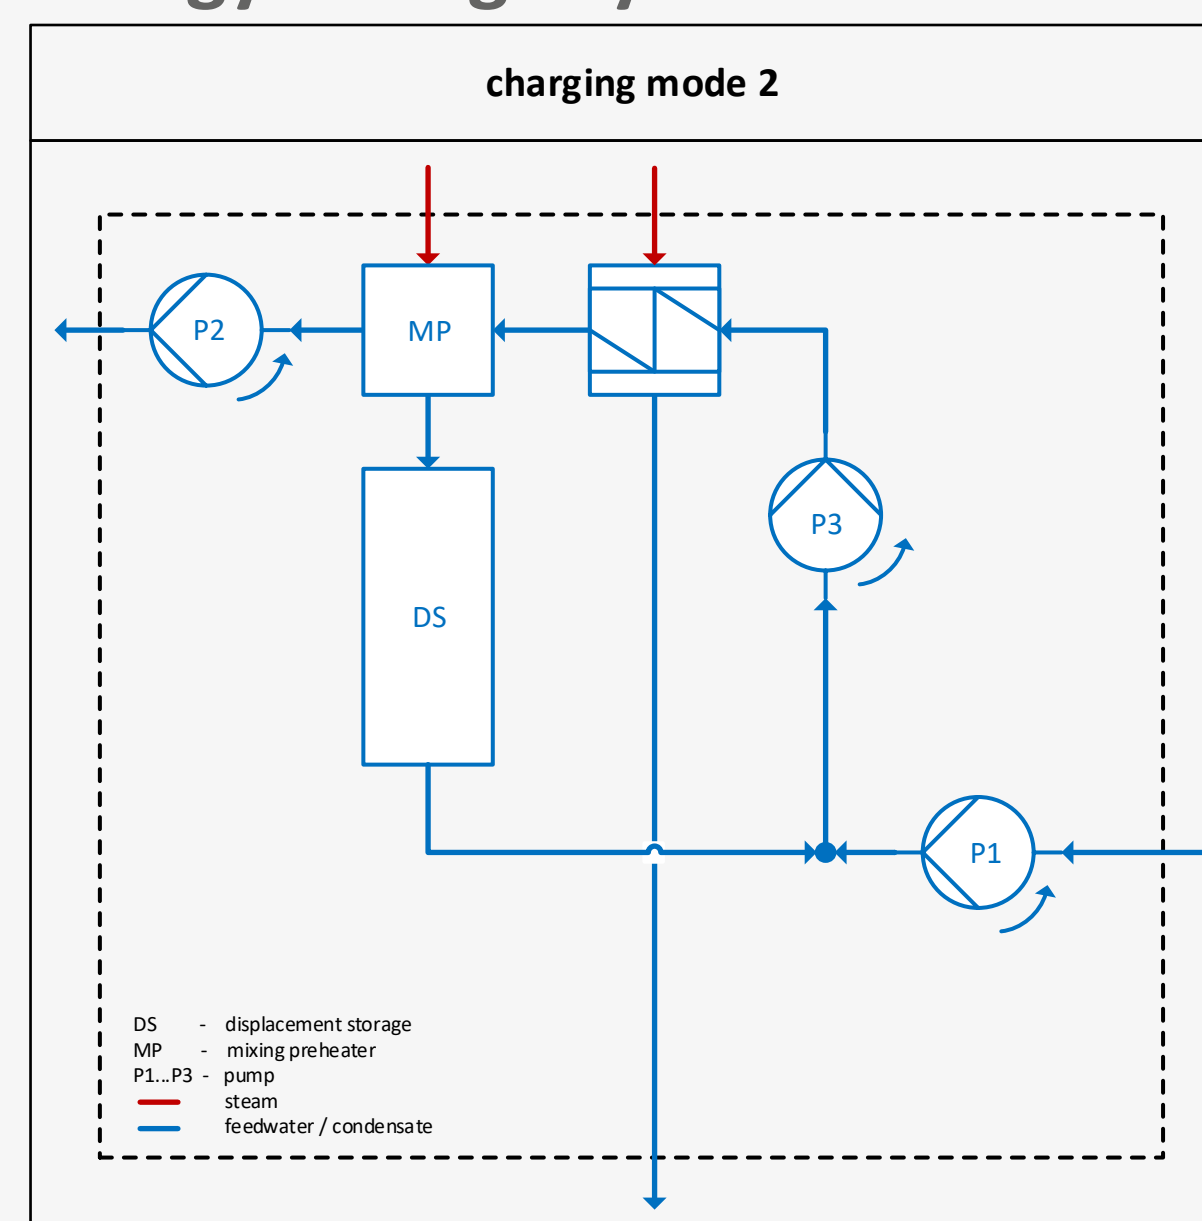 charging mode 2
P2
MP
P3
DS
P1
DS - displacement storage
MP - mixing preheater
P1...P3 - pump
steam
feedwater / condensate